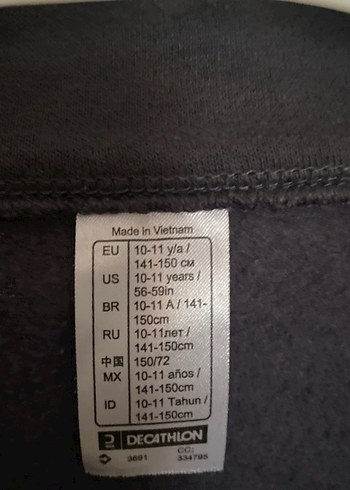 Made in Vietnam
EU 10-11 y/a /
141-150 см
US 10-11 years /
56-59in
BR 10-11 A / 141-
150cm
RU 10-11лет /
141-150cm
中国 150/72
MX 10-11 años /
141-150cm
ID 10-11 Tahun /
141-150cm
DECATHLON
3691 CC:
334795